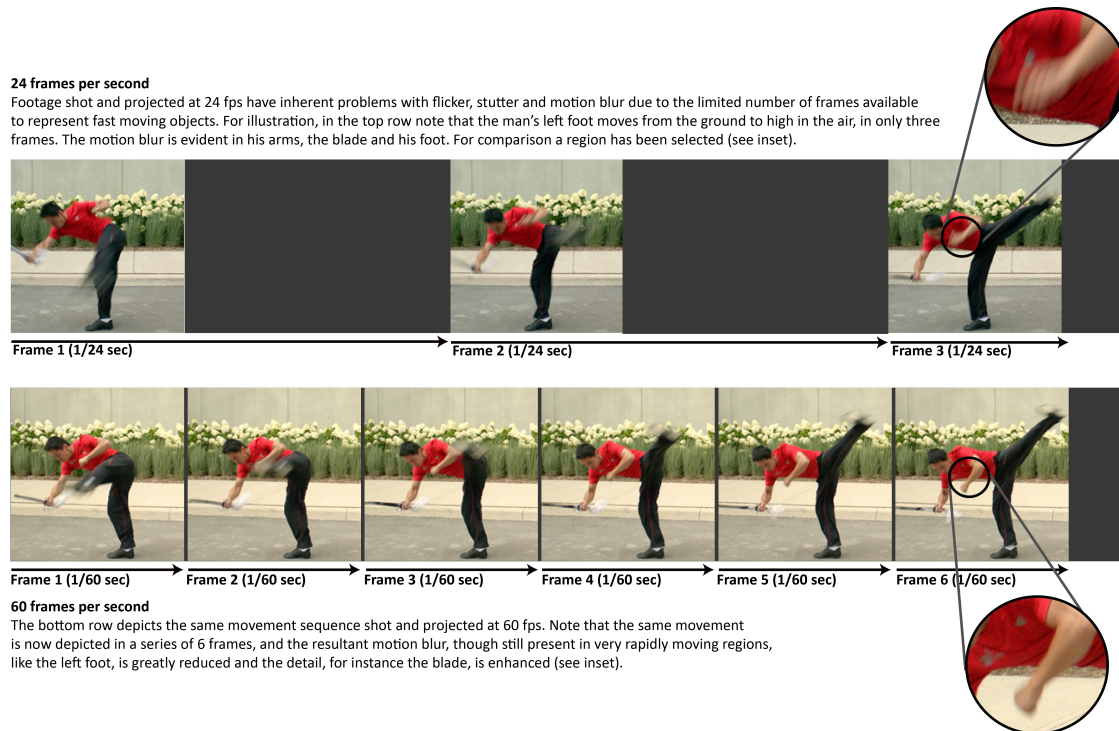 24 frames per second
Footage shot and projected at 24 fps have inherent problems with flicker, stutter and motion blur due to the limited number of frames available
to represent fast moving objects. For illustration, in the top row note that the man's left foot moves from the ground to high in the air, in only three
frames. The motion blur is evident in his arms, the blade and his foot. For comparison a region has been selected (see inset).
Frame 1 (1/24 sec)
Frame 2 (1/24 sec)
Frame 3 (1/24 sec)
Frame 1 (1/60 sec)
Frame 2 (1/60 sec)
Frame 3 (1/60 sec)
Frame 4 (1/60 sec)
Frame 5 (1/60 sec)
Frame 6 (1/60 sec)
60 frames per second
The bottom row depicts the same movement sequence shot and projected at 60 fps. Note that the same movement
is now depicted in a series of 6 frames, and the resultant motion blur, though still present in very rapidly moving regions,
like the left foot, is greatly reduced and the detail, for instance the blade, is enhanced (see inset).